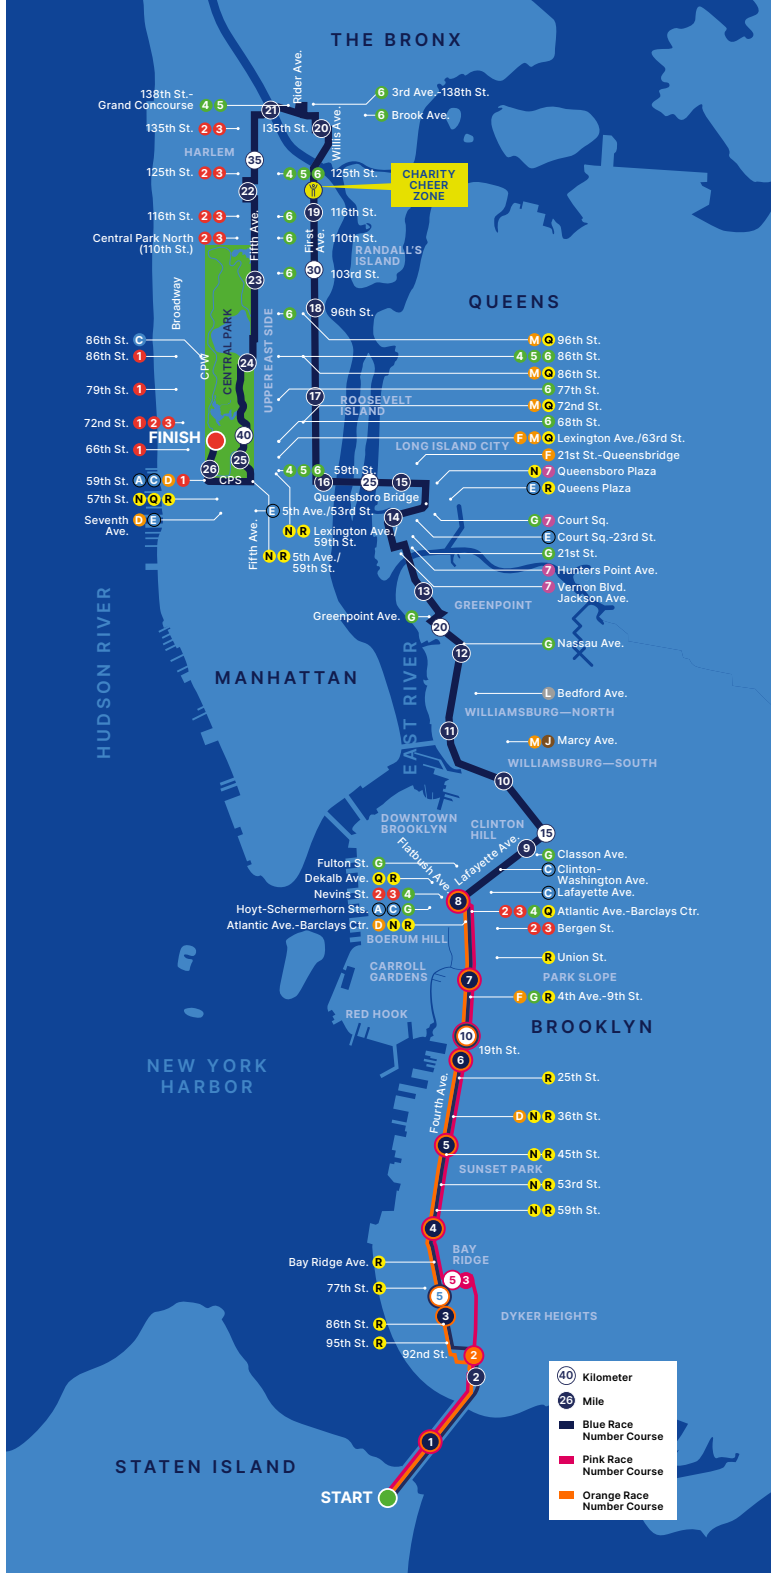 THE BRONX
Rider Ave.
138th St.-
Grand Concourse 4 5
6 3rd Ave.-138th St.
21
6 Brook Ave.
135th St. 2 3
135th St. 20
Willis Ave.
HARLEM
35
125th St. 2 3
4 5 6 125th St.
CHARITY
CHEER
ZONE
22
116th St. 2 3
6
19 116th St.
Fifth Ave.
First
Ave.
Central Park North 2 3
(110th St.)
6
110th St.
RANDALL'S
ISLAND
6
30 103rd St.
23
Broadway
QUEENS
6
18 96th St.
CENTRAL PARK
UPPER EAST SIDE
86th St. C
M Q 96th St.
86th St. 1
4 5 6 86th St.
CPW
24
M Q 86th St.
79th St. 1
6 77th St.
17
ROOSEVELT
ISLAND
M Q 72nd St.
72nd St. 1 2 3
6 68th St.
FINISH
40
F M Q Lexington Ave./63rd St.
66th St. 1
LONG ISLAND CITY
F 21st St.-Queensbridge
25
26
4 5 6 59th St.
N 7 Queensboro Plaza
59th St. A C D 1
CPS
16 25 15
E R Queens Plaza
57th St. N Q R
Queensboro Bridge
Seventh
Ave. D E
E 5th Ave./53rd St.
14
G 7 Court Sq.
Fifth Ave.
N R Lexington Ave./
59th St.
E Court Sq.-23rd St.
N R 5th Ave./
59th St.
G 21st St.
7 Hunters Point Ave.
7 Vernon Blvd.
Jackson Ave.
13
GREENPOINT
Greenpoint Ave. G
20
HUDSON RIVER
12
G Nassau Ave.
MANHATTAN
EAST RIVER
L Bedford Ave.
WILLIAMSBURG—NORTH
11
M J Marcy Ave.
WILLIAMSBURG—SOUTH
10
DOWNTOWN
BROOKLYN
CLINTON
HILL
15
Flatbush Ave
Lafayette Ave.
9
G Classon Ave.
Fulton St. G
C Clinton-
Washington Ave.
Dekalb Ave. Q R
C Lafayette Ave.
Nevins St. 2 3 4
8
Hoyt-Schermerhorn Sts. A C G
2 3 4 Q Atlantic Ave.-Barclays Ctr.
Atlantic Ave.-Barclays Ctr. D N R
2 3 Bergen St.
BOERUM HILL
R Union St.
CARROLL
GARDENS
7
PARK SLOPE
F G R 4th Ave.-9th St.
RED HOOK
BROOKLYN
10
19th St.
6
NEW YORK
HARBOR
R 25th St.
Fourth Ave.
D N R 36th St.
5
N R 45th St.
SUNSET PARK
N R 53rd St.
N R 59th St.
4
BAY
RIDGE
Bay Ridge Ave. R
5 3
77th St. R
5
3
DYKER HEIGHTS
86th St. R
95th St. R
92nd St. 2
2
40 Kilometer
26 Mile
Blue Race
Number Course
Pink Race
Number Course
Orange Race
Number Course
1
STATEN ISLAND
START